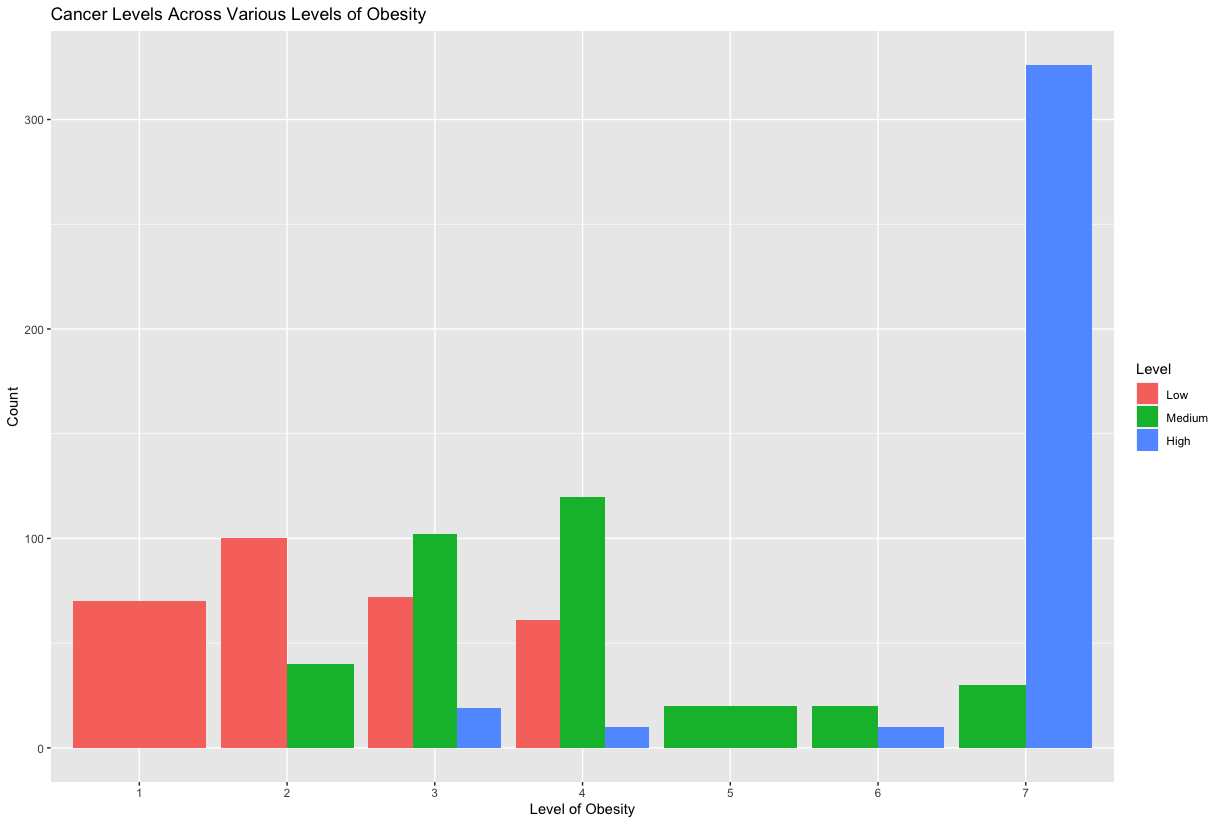 Cancer Levels Across Various Levels of Obesity
300
200
100
0
Count
1 2 3 4 5 6 7
Level of Obesity
Level
Low
Medium
High